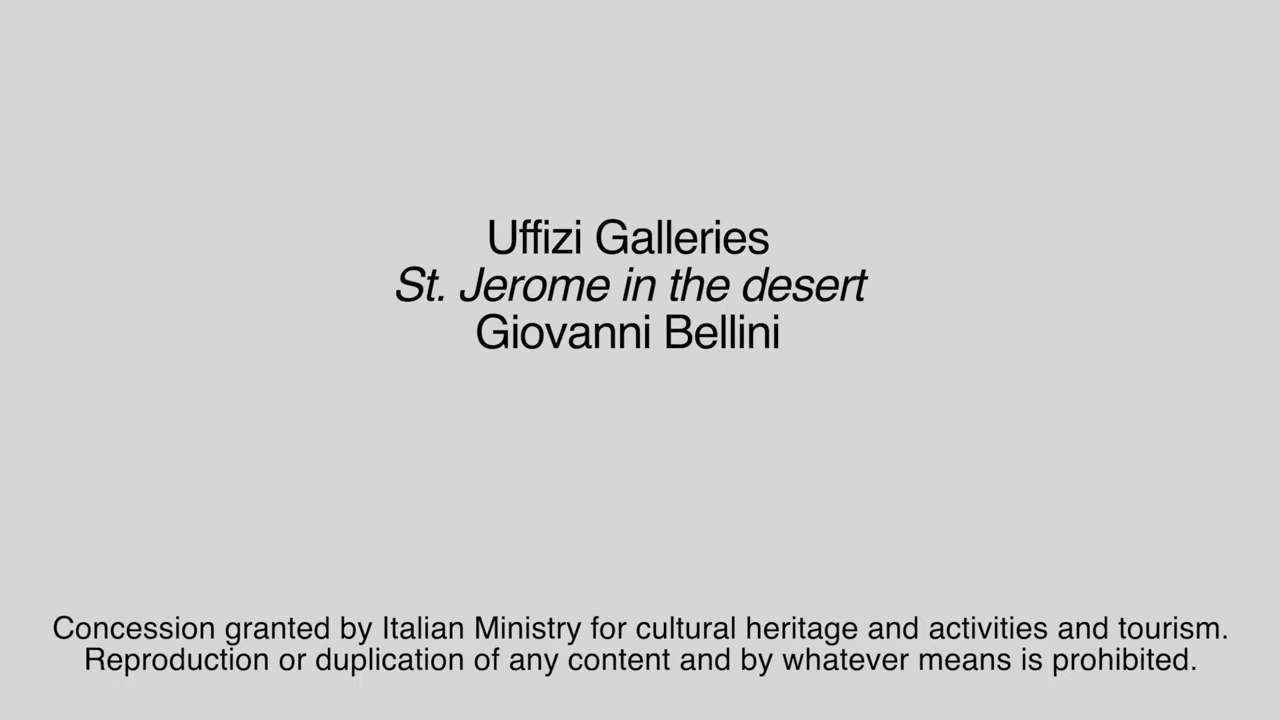 Uffizi Galleries
St. Jerome in the desert
Giovanni Bellini
Concession granted by Italian Ministry for cultural heritage and activities and tourism.
Reproduction or duplication of any content and by whatever means is prohibited.